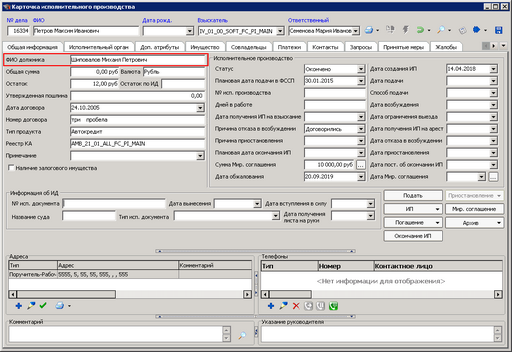 Карточка исполнительного производства
№ дела ФИО Дата рожд. Взыскатель Ответственный
16334 Петров Максим Иванович IV_01_00_SOFT_PC_PI_MAIN Семенова Мария Иванов
Общая информация Исполнительный орган Доп. атрибуты Имущество Совладельцы Платежи Контакты Запросы Принятые меры Жалобы
ФИО должника Шиповалов Михаил Петрович
Общая сумма 0,00 руб Валюта Рубль
Остаток 12,00 руб Остаток по ИД
Утвержденная пошлина 0,00
Дата договора 24.10.2005
Номер договора три пробела
Тип продукта Автокредит
Реестр КА AMB_21_01_ALL_PC_PI_MAIN
Примечание
Наличие залогового имущества
Исполнительное производство
Статус Окончено Дата создания ИП 14.04.2018
Плановая дата подачи в ФССП 30.01.2015 Дата подачи
№ исп. производства Способ подачи
Дней в работе Дата возбуждения
Дата получения ИП на взыскание Дата ограничения выезда
Причина отказа в возбуждении Договорились Дата получения ИП на арест
Причина приостановления Дата отказа в возбуждении
Плановая дата окончания ИП Дата приостановления
Сумма Мир. соглашения 10 000,00 руб ... Дата пост. об окончании ИП
Дата обжалования 20.09.2019 Дата Мир. соглашения ...
Информация об ИД
№ исп. документа Дата вынесения Дата вступления в силу
Название суда Тип исп. документа Дата получения листа на руки
Подать Приостановление
ИП Мир. соглашение
Погашение Архив
Окончание ИП
Адреса
Тип Адрес Комментарий
Поручитель-Рабоч 5555, 5, 55, 55, 555, , , 555
Телефоны
Тип Номер Контактное лицо
<Нет информации для отображения>
Комментарий
Указание руководителя